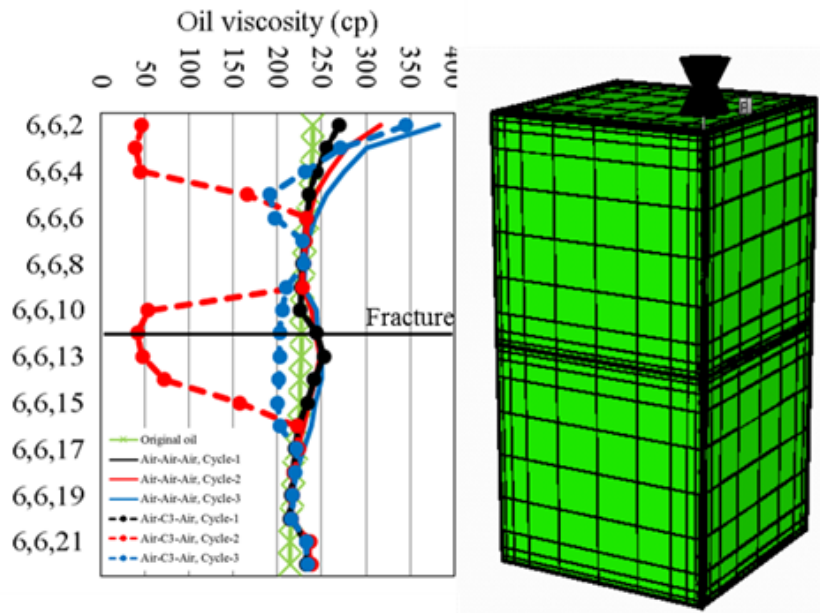 Oil viscosity (cp)
0 50 100 150 200 250 300 350 400
6,6,2
6,6,4
6,6,6
6,6,8
6,6,10
Fracture
6,6,13
6,6,15
6,6,17
6,6,19
6,6,21
Original oil
Air-Air-Air, Cycle-1
Air-Air-Air, Cycle-2
Air-Air-Air, Cycle-3
Air-C3-Air, Cycle-1
Air-C3-Air, Cycle-2
Air-C3-Air, Cycle-3